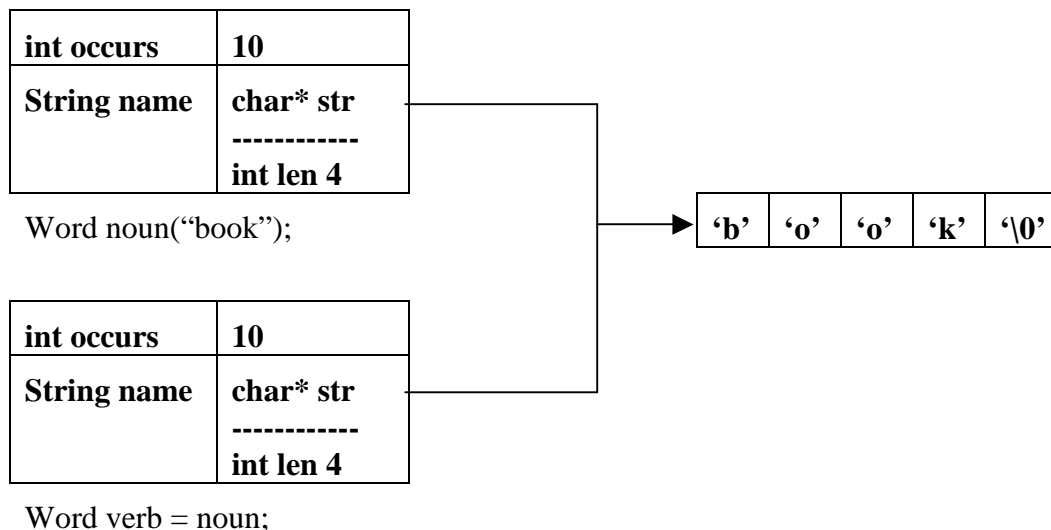 int occurs 10
String name char* str
------------
int len 4
Word noun(“book”);
‘b’ ‘o’ ‘o’ ‘k’ ‘\0’
int occurs 10
String name char* str
------------
int len 4
Word verb = noun;